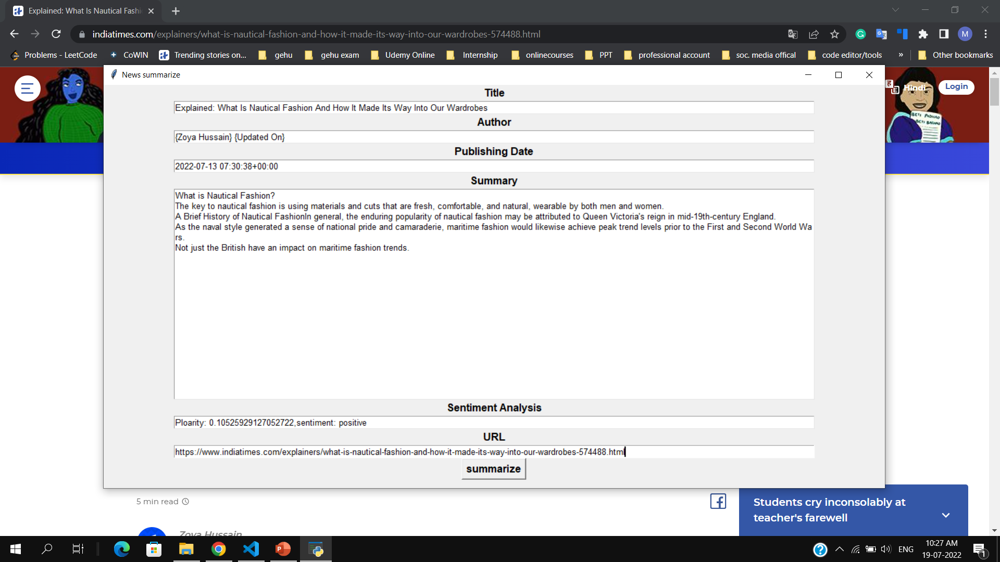 Explained: What Is Nautical Fashi
indiatimes.com/explainers/what-is-nautical-fashion-and-how-it-made-its-way-into-our-wardrobes-574488.html
M
Problems - LeetCode
CoWIN
Trending stories on...
gehu
gehu exam
Udemy Online
Internship
onlinecourses
PPT
professional account
soc. media offical
code editor/tools
»
Other bookmarks
News summarize
Hindi
Login
BETI PADHAO
BETI BACHAO
Title
Explained: What Is Nautical Fashion And How It Made Its Way Into Our Wardrobes
Author
{Zoya Hussain} {Updated On}
Publishing Date
2022-07-13 07:30:38+00:00
Summary
What is Nautical Fashion?
The key to nautical fashion is using materials and cuts that are fresh, comfortable, and natural, wearable by both men and women.
A Brief History of Nautical FashionIn general, the enduring popularity of nautical fashion may be attributed to Queen Victoria's reign in mid-19th-century England.
As the naval style generated a sense of national pride and camaraderie, maritime fashion would likewise achieve peak trend levels prior to the First and Second World Wa
rs.
Not just the British have an impact on maritime fashion trends.
Sentiment Analysis
Ploarity: 0.10525929127052722,sentiment: positive
URL
https://www.indiatimes.com/explainers/what-is-nautical-fashion-and-how-it-made-its-way-into-our-wardrobes-574488.html
summarize
5 min read
Students cry inconsolably at
teacher's farewell
Zoya Hussain
ENG
10:27 AM
19-07-2022
1